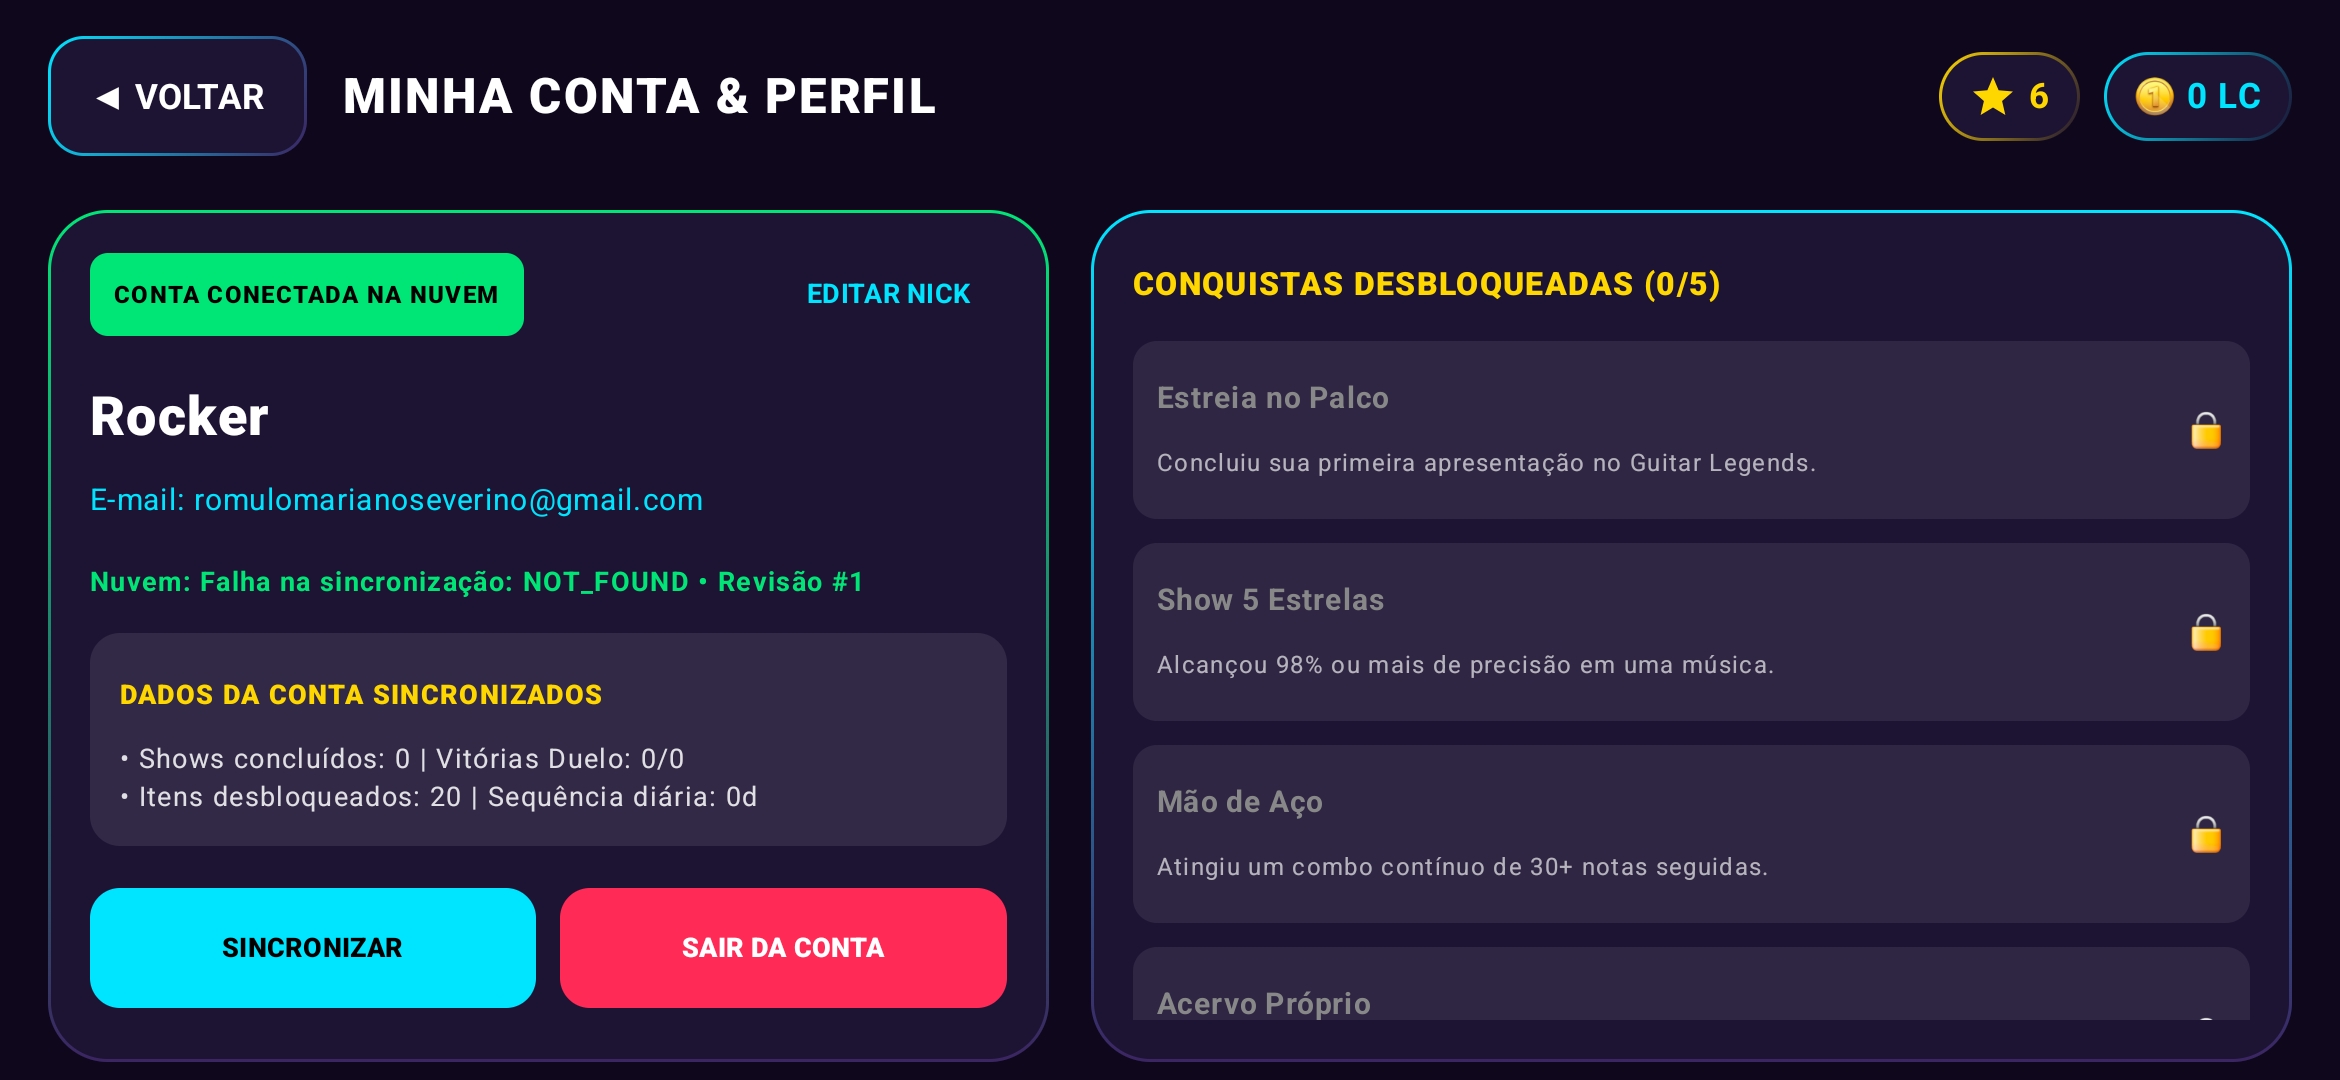 ◀ VOLTAR
MINHA CONTA & PERFIL
6
0 LC
CONTA CONECTADA NA NUVEM
EDITAR NICK
Rocker
E-mail: romulomarianoseverino@gmail.com
Nuvem: Falha na sincronização: NOT_FOUND • Revisão #1
DADOS DA CONTA SINCRONIZADOS
• Shows concluídos: 0 | Vitórias Duelo: 0/0
• Itens desbloqueados: 20 | Sequência diária: 0d
SINCRONIZAR
SAIR DA CONTA
CONQUISTAS DESBLOQUEADAS (0/5)
Estreia no Palco
Concluiu sua primeira apresentação no Guitar Legends.
Show 5 Estrelas
Alcançou 98% ou mais de precisão em uma música.
Mão de Aço
Atingiu um combo contínuo de 30+ notas seguidas.
Acervo Próprio